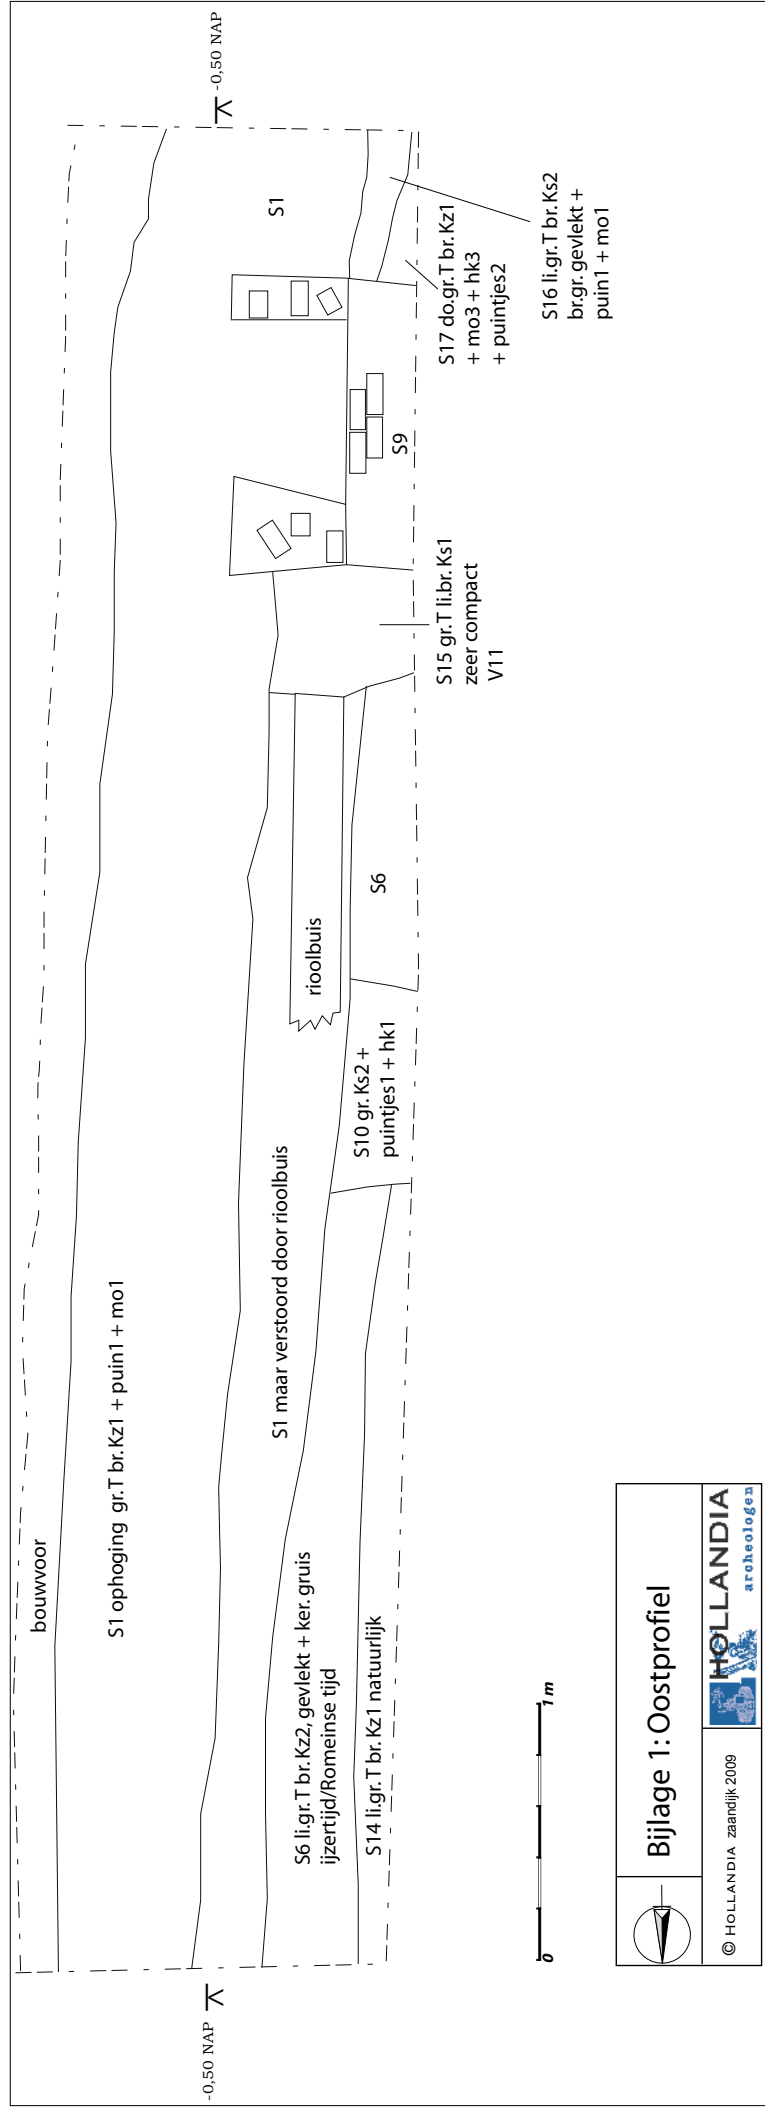 bouwvoor
S1 ophoging gr.T br.Kz1 + puin1 + mo1
-0,50 NAP
-0,50 NAP
S1
S1 maar verstoord door rioolbuis
rioolbuis
S6 li.gr.T br.Kz2, gevlekt + ker. gruis
ijzertijd/Romeinse tijd
S14 li.gr.T br.Kz1 natuurlijk
S10 gr.Ks2 +
puintjes1 + hk1
S6
S15 gr.T li.br.Ks1
zeer compact
V11
S9
S17 do.gr.T br.Kz1
+ mo3 + hk3
+ puintjes2
S16 li.gr.T br.Ks2
br.gr.gevlekt +
puin1 + mo1
0
1 m
Bijlage 1: Oostprofiel
© HOLLANDIA zaandijk 2009
HOLLANDIA
archeologen